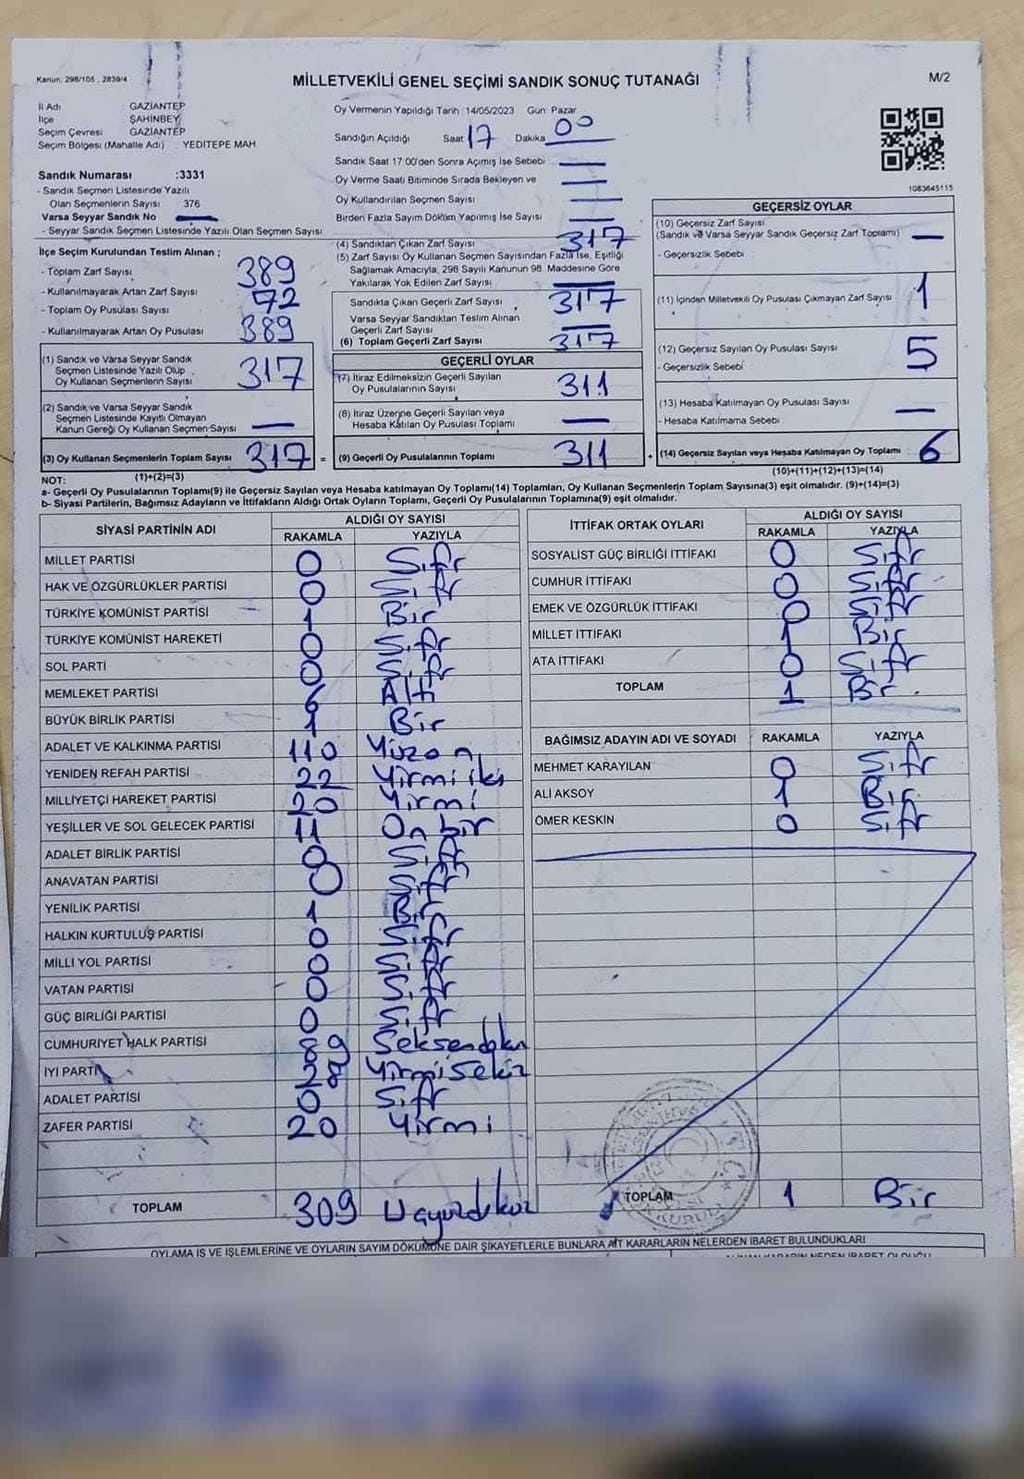 Kanun: 298/105 , 2839/4
MİLLETVEKİLİ GENEL SEÇİMİ SANDIK SONUÇ TUTANAĞI
M/2
İl Adı : GAZİANTEP
İlçe : ŞAHİNBEY
Seçim Çevresi : GAZİANTEP
Seçim Bölgesi (Mahalle Adı) : YEDİTEPE MAH
Sandık Numarası :3331
- Sandık Seçmen Listesinde Yazılı
Olan Seçmenlerin Sayısı : 376
Varsa Seyyar Sandık No —
- Seyyar Sandık Seçmen Listesinde Yazılı Olan Seçmen Sayısı
Oy Vermenin Yapıldığı Tarih :14/05/2023 Gün: Pazar
Sandığın Açıldığı Saat 17 Dakika 00
Sandık Saat 17:00'den Sonra Açımış İse Sebebi —
Oy Verme Saati Bitiminde Sırada Bekleyen ve —
Oy Kullandırılan Seçmen Sayısı —
Birden Fazla Sayım Döküm Yapılmış İse Sayısı —
1083645115
İlçe Seçim Kurulundan Teslim Alınan ;
- Toplam Zarf Sayısı 389
- Kullanılmayarak Artan Zarf Sayısı 72
- Toplam Oy Pusulası Sayısı 389
- Kullanılmayarak Artan Oy Pusulası
(1) Sandık ve Varsa Seyyar Sandık
Seçmen Listesinde Yazılı Olup
Oy Kullanan Seçmenlerin Sayısı 317
(2) Sandık ve Varsa Seyyar Sandık
Seçmen Listesinde Kayıtlı Olmayan
Kanun Gereği Oy Kullanan Seçmen Sayısı —
(3) Oy Kullanan Seçmenlerin Toplam Sayısı 317 =
(1)+(2)=(3)
(4) Sandıktan Çıkan Zarf Sayısı 317
(5) Zarf Sayısı Oy Kullanan Seçmen Sayısından Fazla İse, Eşitliği
Sağlamak Amacıyla, 298 Sayılı Kanunun 98. Maddesine Göre
Yakılarak Yok Edilen Zarf Sayısı —
Sandıkta Çıkan Geçerli Zarf Sayısı 317
Varsa Seyyar Sandıktan Teslim Alınan
Geçerli Zarf Sayısı —
(6) Toplam Geçerli Zarf Sayısı 317
GEÇERLİ OYLAR
(7) İtiraz Edilmeksizin Geçerli Sayılan
Oy Pusulalarının Sayısı 311
(8) İtiraz Üzerine Geçerli Sayılan veya
Hesaba Katılan Oy Pusulası Toplamı —
(9) Geçerli Oy Pusulalarının Toplamı 311
GEÇERSİZ OYLAR
(10) Geçersiz Zarf Sayısı
(Sandık ve Varsa Seyyar Sandık Geçersiz Zarf Toplamı) —
- Geçersizlik Sebebi :
(11) İçinden Milletvekili Oy Pusulası Çıkmayan Zarf Sayısı 1
(12) Geçersiz Sayılan Oy Pusulası Sayısı 5
- Geçersizlik Sebebi
(13) Hesaba Katılmayan Oy Pusulası Sayısı —
- Hesaba Katılmama Sebebi :
(14) Geçersiz Sayılan veya Hesaba Katılmayan Oy Toplamı : 6
(10)+(11)+(12)+(13)=(14)
NOT:
a- Geçerli Oy Pusulalarının Toplamı(9) ile Geçersiz Sayılan veya Hesaba katılmayan Oy Toplamı(14) Toplamları, Oy Kullanan Seçmenlerin Toplam Sayısına(3) eşit olmalıdır. (9)+(14)=(3)
b- Siyasi Partilerin, Bağımsız Adayların ve İttifakların Aldığı Ortak Oyların Toplamı, Geçerli Oy Pusulalarının Toplamına(9) eşit olmalıdır.
SİYASİ PARTİNİN ADI ALDIĞI OY SAYISI
RAKAMLA YAZIYLA
MİLLET PARTİSİ 0 Sıfır
HAK VE ÖZGÜRLÜKLER PARTİSİ 0 Sıfır
TÜRKİYE KOMÜNİST PARTİSİ 1 Bir
TÜRKİYE KOMÜNİST HAREKETİ 0 Sıfır
SOL PARTİ 0 Sıfır
MEMLEKET PARTİSİ 6 Altı
BÜYÜK BİRLİK PARTİSİ 1 Bir
ADALET VE KALKINMA PARTİSİ 110 Yüzon
YENİDEN REFAH PARTİSİ 22 Yirmi iki
MİLLİYETÇİ HAREKET PARTİSİ 20 Yirmi
YEŞİLLER VE SOL GELECEK PARTİSİ 11 On bir
ADALET BİRLİK PARTİSİ 0 Sıfır
ANAVATAN PARTİSİ 0 Sıfır
YENİLİK PARTİSİ 1 Bir
HALKIN KURTULUŞ PARTİSİ 0 Sıfır
MİLLİ YOL PARTİSİ 0 Sıfır
VATAN PARTİSİ 0 Sıfır
GÜÇ BİRLİĞİ PARTİSİ 0 Sıfır
CUMHURİYET HALK PARTİSİ 89 Seksendokuz
İYİ PARTİ 28 Yirmisekiz
ADALET PARTİSİ 0 Sıfır
ZAFER PARTİSİ 20 Yirmi
TOPLAM 309 Üçyüzdokuz
İTTİFAK ORTAK OYLARI ALDIĞI OY SAYISI
RAKAMLA YAZIYLA
SOSYALİST GÜÇ BİRLİĞİ İTTİFAKI 0 Sıfır
CUMHUR İTTİFAKI 0 Sıfır
EMEK VE ÖZGÜRLÜK İTTİFAKI 0 Sıfır
MİLLET İTTİFAKI 1 Bir
ATA İTTİFAKI 0 Sıfır
TOPLAM 1 Bir
BAĞIMSIZ ADAYIN ADI VE SOYADI RAKAMLA YAZIYLA
MEHMET KARAYILAN 0 Sıfır
ALİ AKSOY 1 Bir
ÖMER KESKİN 0 Sıfır
TOPLAM 1 Bir
OYLAMA İŞ VE İŞLEMLERİNE VE OYLARIN SAYIM DÖKÜMÜNE DAİR ŞİKAYETLERLE BUNLARA AİT KARARLARIN NELERDEN İBARET BULUNDUKLARI